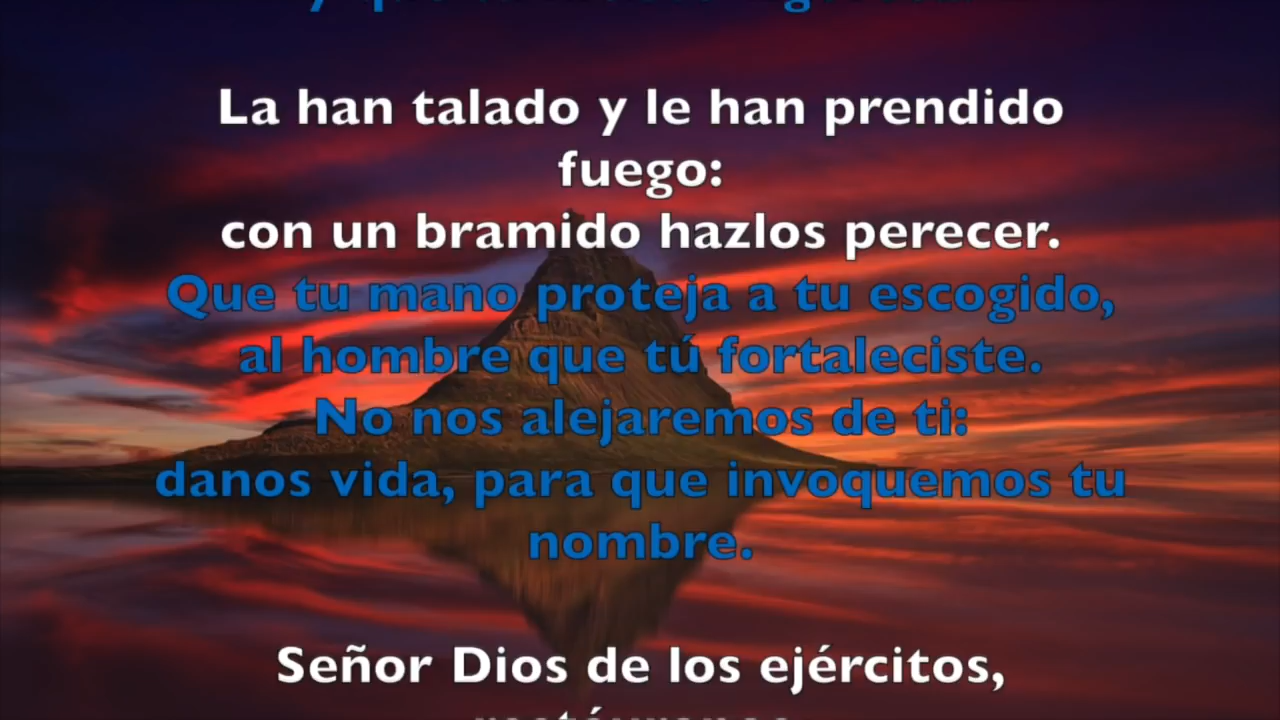 La han talado y le han prendido
fuego:
con un bramido hazlos perecer.
Que tu mano proteja a tu escogido,
al hombre que tú fortaleciste.
No nos alejaremos de ti:
danos vida, para que invoquemos tu
nombre.
Señor Dios de los ejércitos,